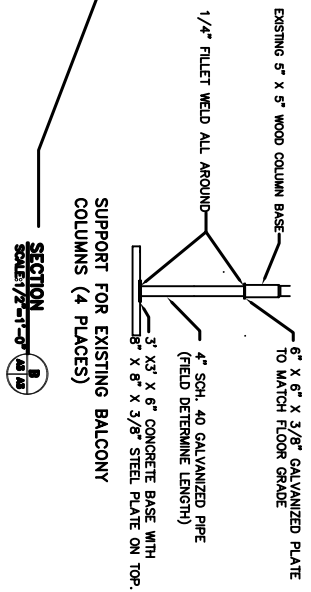 EXISTING 5" X 5" WOOD COLUMN BASE
1/4" FILLET WELD ALL AROUND
6" X 6" X 3/8" GALVANIZED PLATE
TO MATCH FLOOR GRADE
4" SCH. 40 GALVANIZED PIPE
(FIELD DETERMINE LENGTH)
3' X3' X 6" CONCRETE BASE WITH
8" X 8" X 3/8" STEEL PLATE ON TOP.
SUPPORT FOR EXISTING BALCONY
COLUMNS (4 PLACES)
SECTION
SCALE:1/2"=1'-0"
B
A8 A8